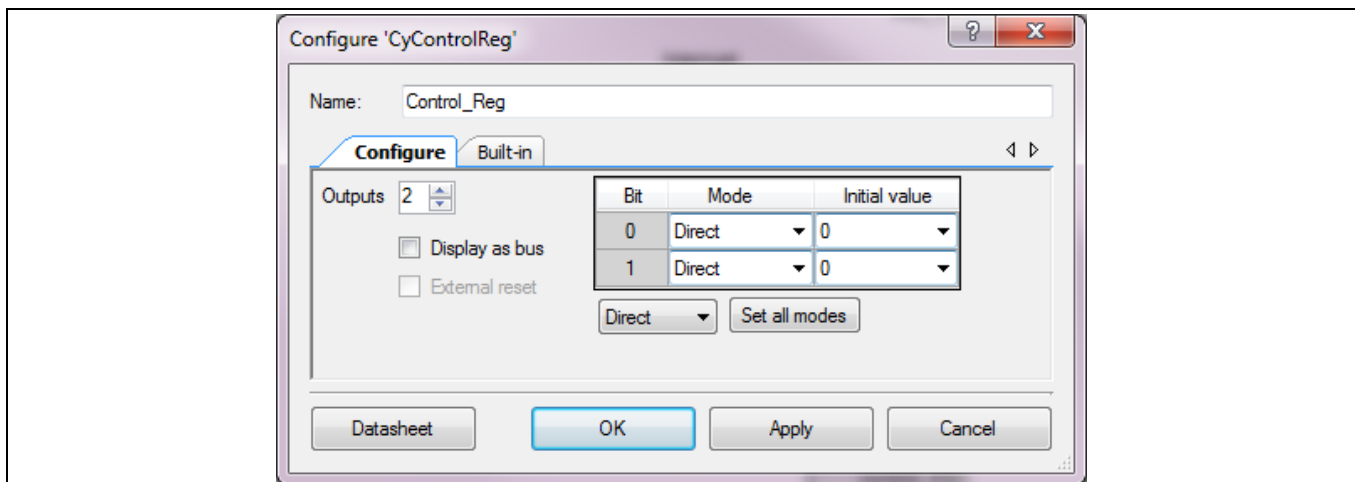 Configure 'CyControlReg'
Name: Control_Reg
Configure Built-in
Outputs 2
Bit Mode Initial value
0 Direct 0
Display as bus
1 Direct 0
External reset
Direct Set all modes
Datasheet OK Apply Cancel